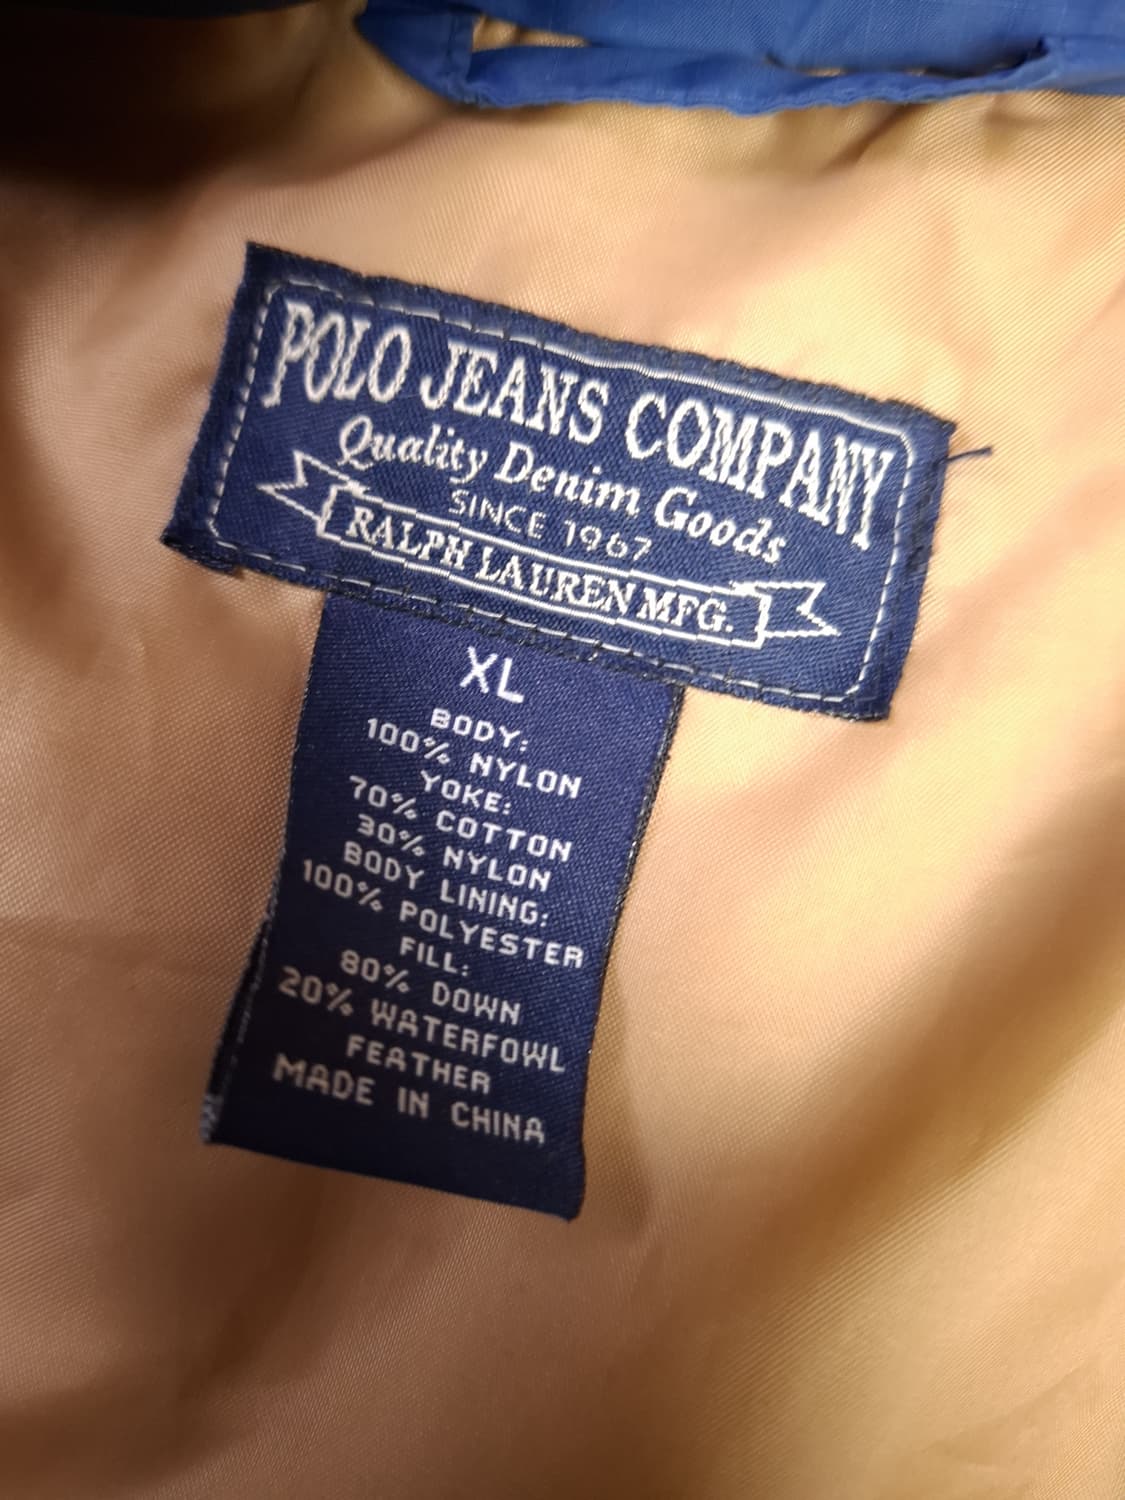 POLO JEANS COMPANY
Quality Denim Goods
SINCE 1967
RALPH LAUREN MFG.
XL
BODY:
100% NYLON
YOKE:
70% COTTON
30% NYLON
BODY LINING:
100% POLYESTER
FILL:
80% DOWN
20% WATERFOWL
FEATHER
MADE IN CHINA